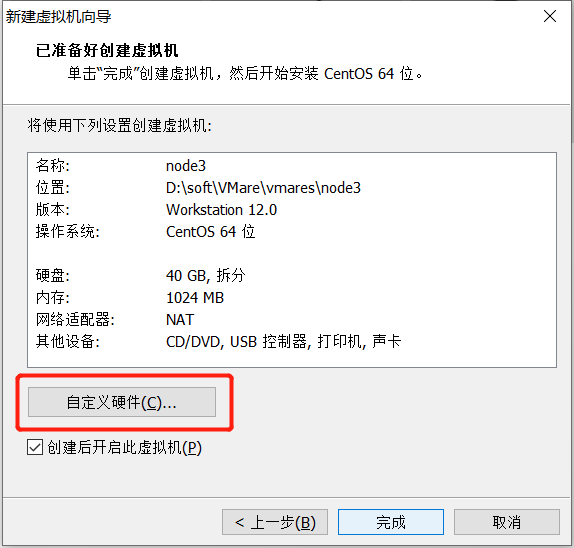 新建虚拟机向导
已准备好创建虚拟机
单击“完成”创建虚拟机，然后开始安装 CentOS 64 位。
将使用下列设置创建虚拟机:
名称: node3
位置: D:\soft\VMare\vmares\node3
版本: Workstation 12.0
操作系统: CentOS 64 位
硬盘: 40 GB, 拆分
内存: 1024 MB
网络适配器: NAT
其他设备: CD/DVD, USB 控制器, 打印机, 声卡
自定义硬件(C)...
创建后开启此虚拟机(P)
< 上一步(B) 完成 取消